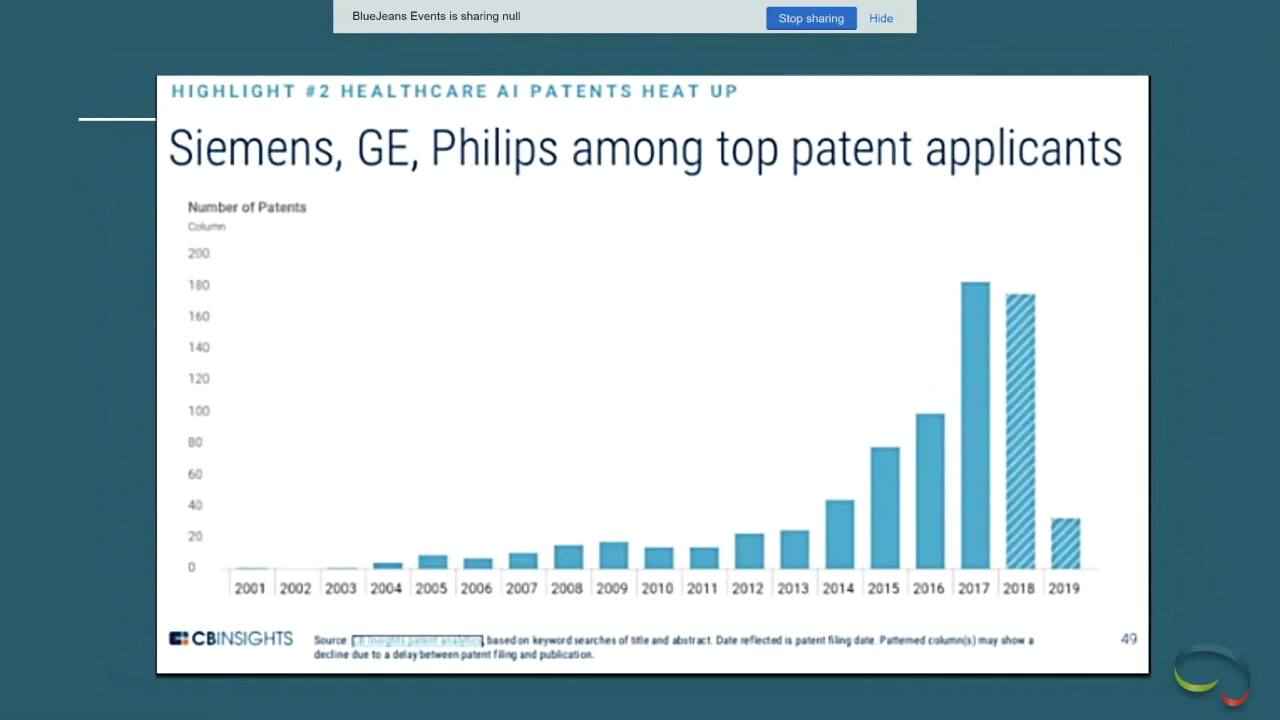 BlueJeans Events is sharing null
Stop sharing
Hide
HIGHLIGHT #2 HEALTHCARE AI PATENTS HEAT UP
Siemens, GE, Philips among top patent applicants
Number of Patents
Column
200
180
160
140
120
100
80
60
40
20
0
2001 2002 2003 2004 2005 2006 2007 2008 2009 2010 2011 2012 2013 2014 2015 2016 2017 2018 2019
CBINSIGHTS
Source: CB Insights patent analytics, based on keyword searches of title and abstract. Date reflected is patent filing date. Patterned column(s) may show a
decline due to a delay between patent filing and publication.
49